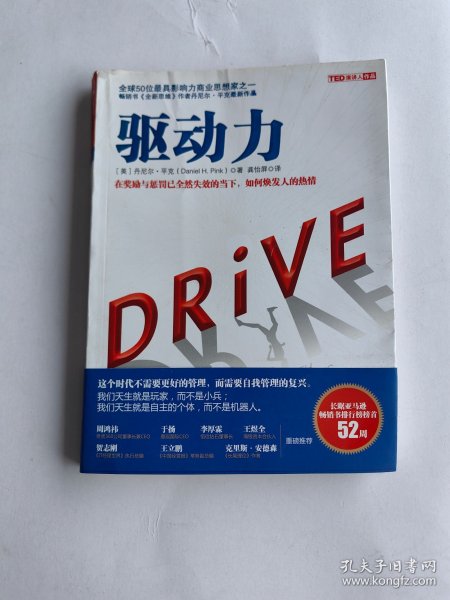 TED演讲人作品
全球50位最具影响力商业思想家之一
畅销书《全新思维》作者丹尼尔·平克最新作品
驱动力
[美]丹尼尔·平克(Daniel H. Pink)◎著 龚怡屏◎译
在奖励与惩罚已全然失效的当下，如何焕发人的热情
DRiVE
这个时代不需要更好的管理，而需要自我管理的复兴。
我们天生就是玩家，而不是小兵；
我们天生就是自主的个体，而不是机器人。
长踞亚马逊
畅销书排行榜榜首
52周
周鸿祎 于扬 李厚霖 王煜全
重磅推荐
贺志刚 王立鹏 克里斯·安德森
孔夫子旧书网
www.kongfz.com